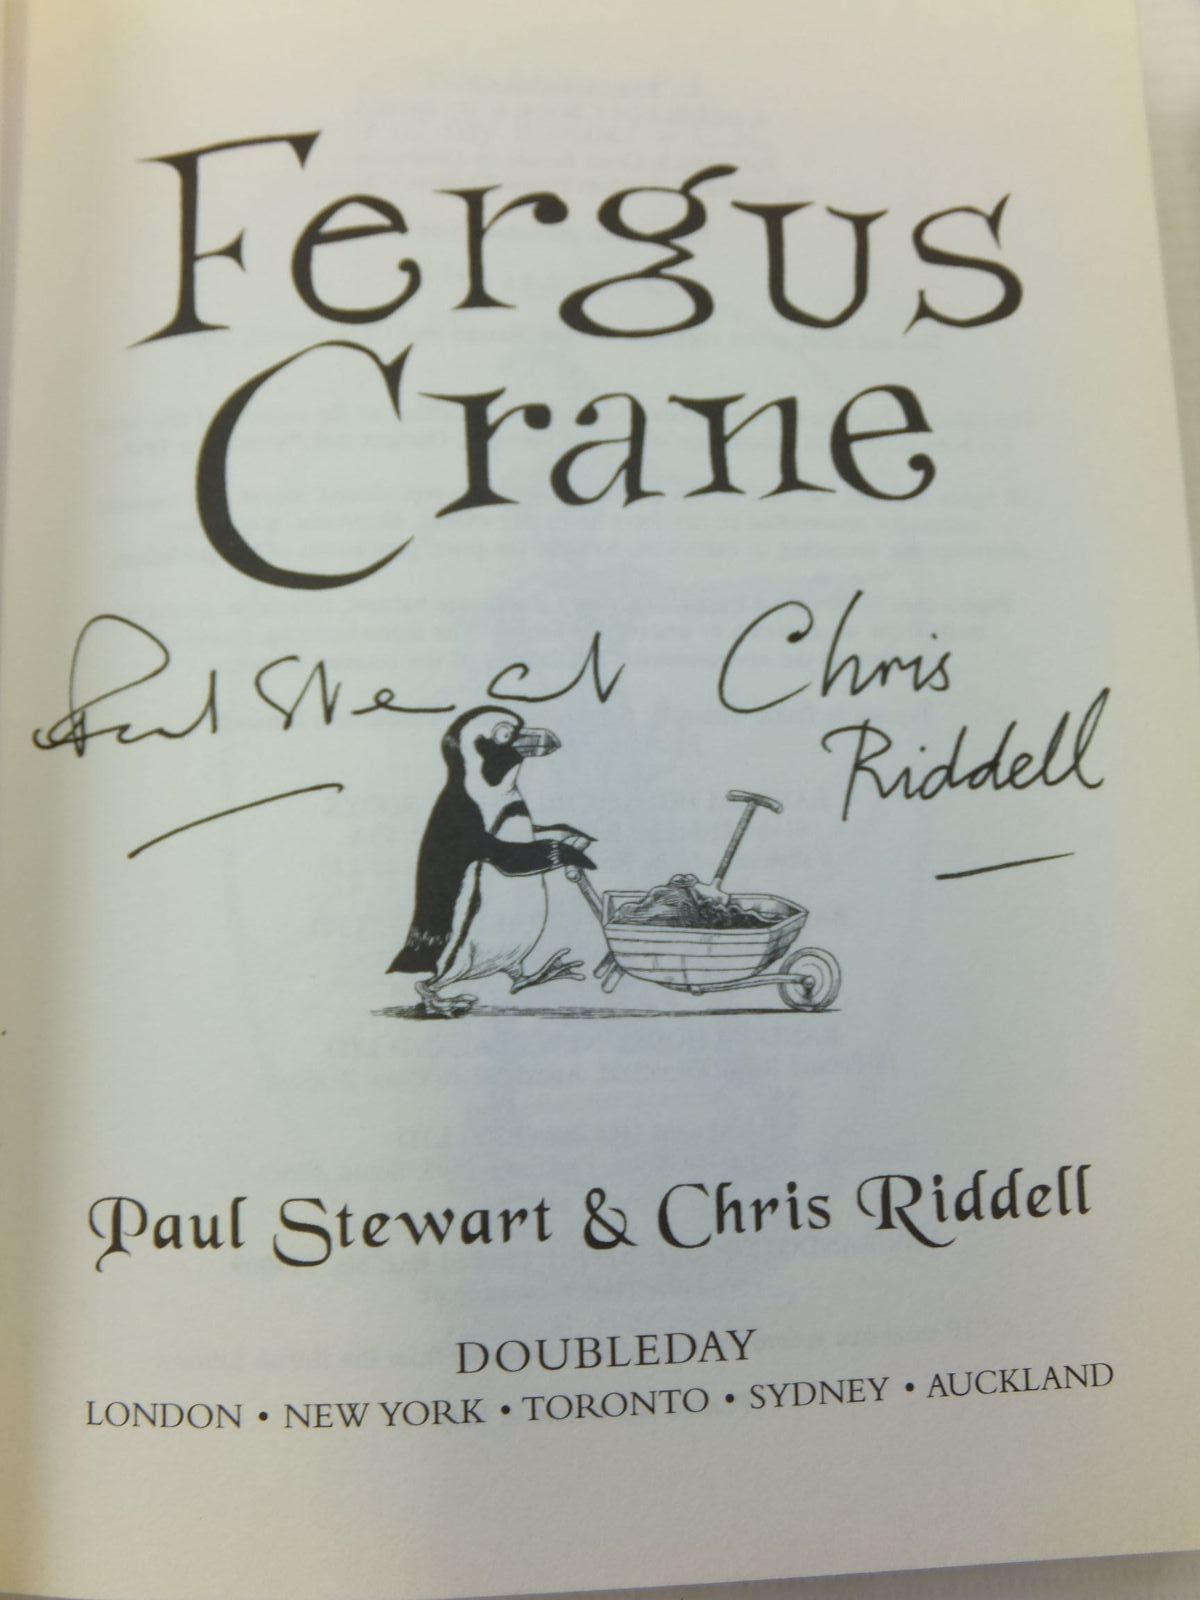 Fergus
Crane
Paul Stewart
Chris
Riddell
Paul Stewart & Chris Riddell
DOUBLEDAY
LONDON • NEW YORK • TORONTO • SYDNEY • AUCKLAND